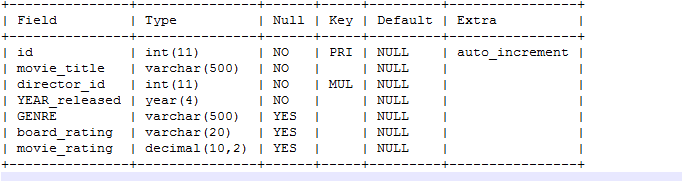 +---------------+---------------+------+-----+---------+----------------+
| Field         | Type          | Null | Key | Default | Extra          |
+---------------+---------------+------+-----+---------+----------------+
| id            | int(11)       | NO   | PRI | NULL    | auto_increment |
| movie_title   | varchar(500)  | NO   |     | NULL    |                |
| director_id   | int(11)       | NO   | MUL | NULL    |                |
| YEAR_released | year(4)       | NO   |     | NULL    |                |
| GENRE         | varchar(500)  | YES  |     | NULL    |                |
| board_rating  | varchar(20)   | YES  |     | NULL    |                |
| movie_rating  | decimal(10,2) | YES  |     | NULL    |                |
+---------------+---------------+------+-----+---------+----------------+